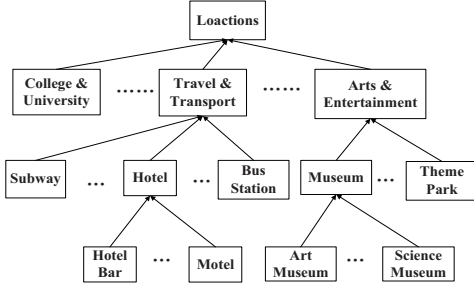 Loactions
College &
University
......
Travel &
Transport
......
Arts &
Entertainment
Subway
...
Hotel
...
Bus
Station
Museum
...
Theme
Park
Hotel
Bar
...
Motel
Art
Museum
...
Science
Museum